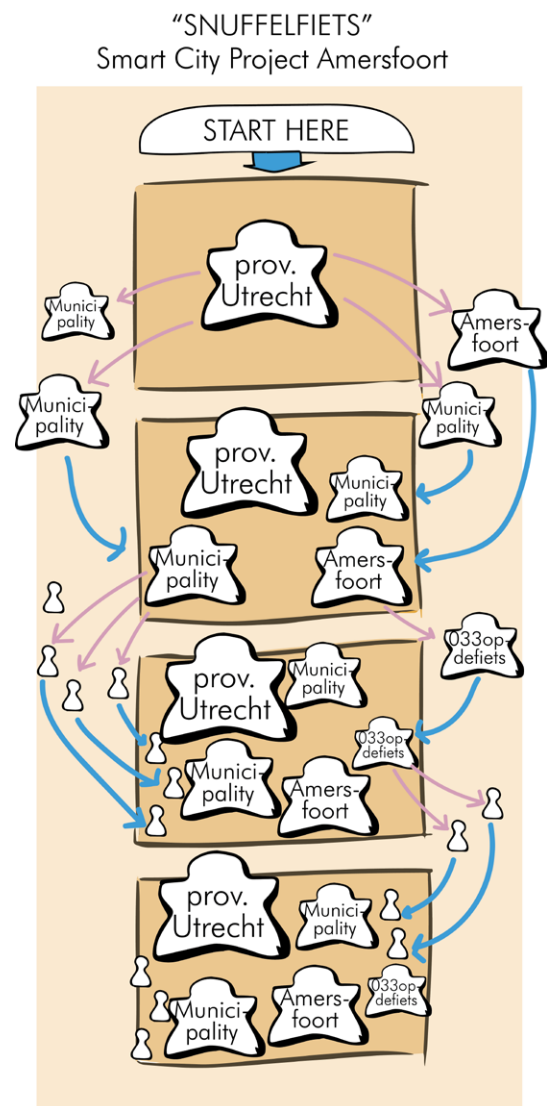 “SNUFFELFIETS”
Smart City Project Amersfoort
START HERE
prov.
Utrecht
Munici-
pality
Amers-
foort
Munici-
pality
Munici-
pality
prov.
Utrecht
Munici-
pality
Munici-
pality
Amers-
foort
033op-
defiets
prov.
Utrecht
Munici-
pality
033op-
defiets
Munici-
pality
Amers-
foort
prov.
Utrecht
Munici-
pality
Munici-
pality
Amers-
foort
033op-
defiets